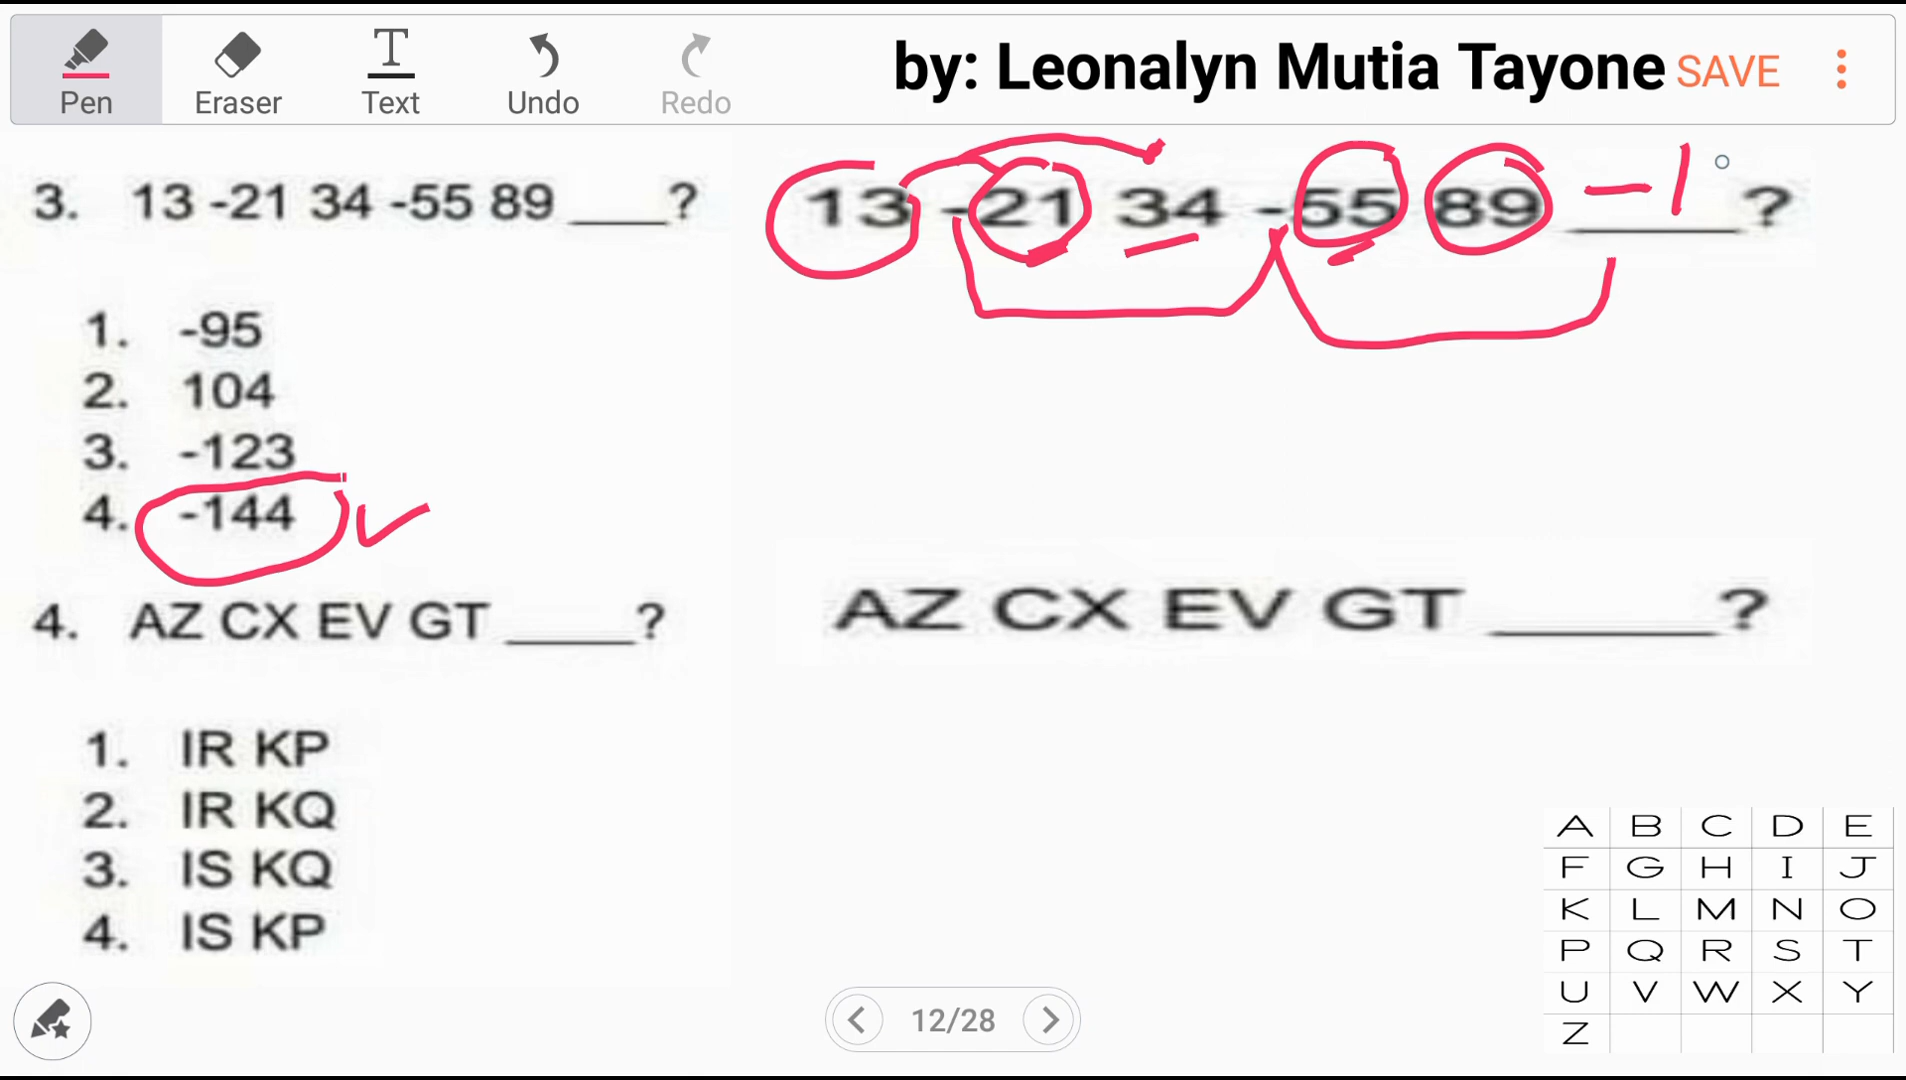 Pen Eraser Text Undo Redo by: Leonalyn Mutia Tayone SAVE
3. 13 -21 34 -55 89 ____?
1. -95
2. 104
3. -123
4. -144
4. AZ CX EV GT _____?
1. IR KP
2. IR KQ
3. IS KQ
4. IS KP
13 -21 34 -55 89 -1 ____?
AZ CX EV GT _____?
A B C D E
F G H I J
K L M N O
P Q R S T
U V W X Y
Z
12/28